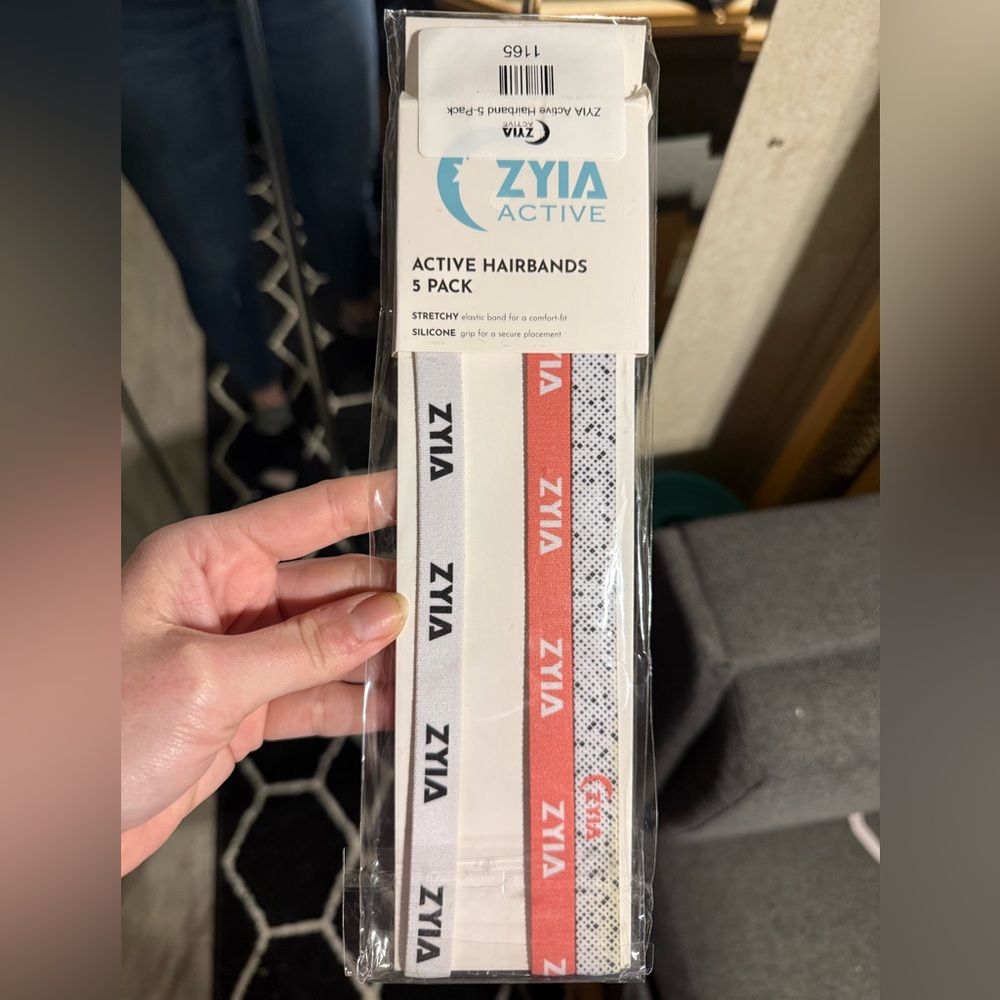 1165
ZYIA Active Hairband 5-Pack
ZYIA
ACTIVE
ZYIA
ACTIVE
ACTIVE HAIRBANDS
5 PACK
STRETCHY elastic band for a comfort-fit
SILICONE grip for a secure placement
ZYIA
ZYIA
ZYIA
ZYIA
YIA
ZYIA
ZYIA
ZYIA
Z
ZYIA